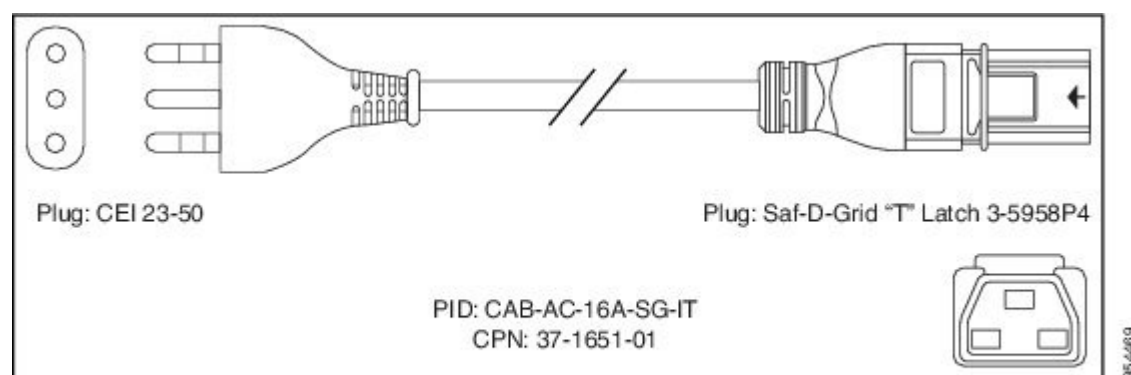 Plug: CEI 23-50
Plug: Saf-D-Grid “T” Latch 3-5958P4
PID: CAB-AC-16A-SG-IT
CPN: 37-1651-01